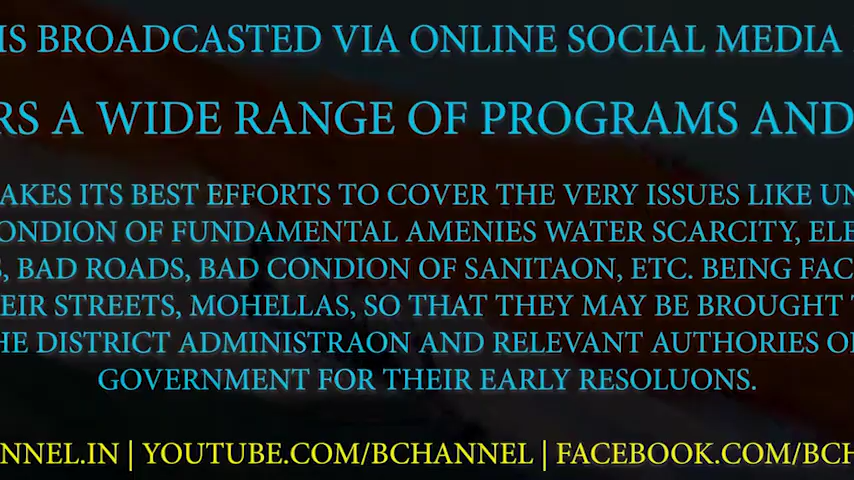 IS BROADCASTED VIA ONLINE SOCIAL MEDIA
RS A WIDE RANGE OF PROGRAMS AND
AKES ITS BEST EFFORTS TO COVER THE VERY ISSUES LIKE UN
ONDION OF FUNDAMENTAL AMENIES WATER SCARCITY, ELE
, BAD ROADS, BAD CONDION OF SANITAON, ETC. BEING FAC
EIR STREETS, MOHELLAS, SO THAT THEY MAY BE BROUGHT
HE DISTRICT ADMINISTRAON AND RELEVANT AUTHORIES O
GOVERNMENT FOR THEIR EARLY RESOLUONS.
NNEL.IN | YOUTUBE.COM/BCHANNEL | FACEBOOK.COM/BCH